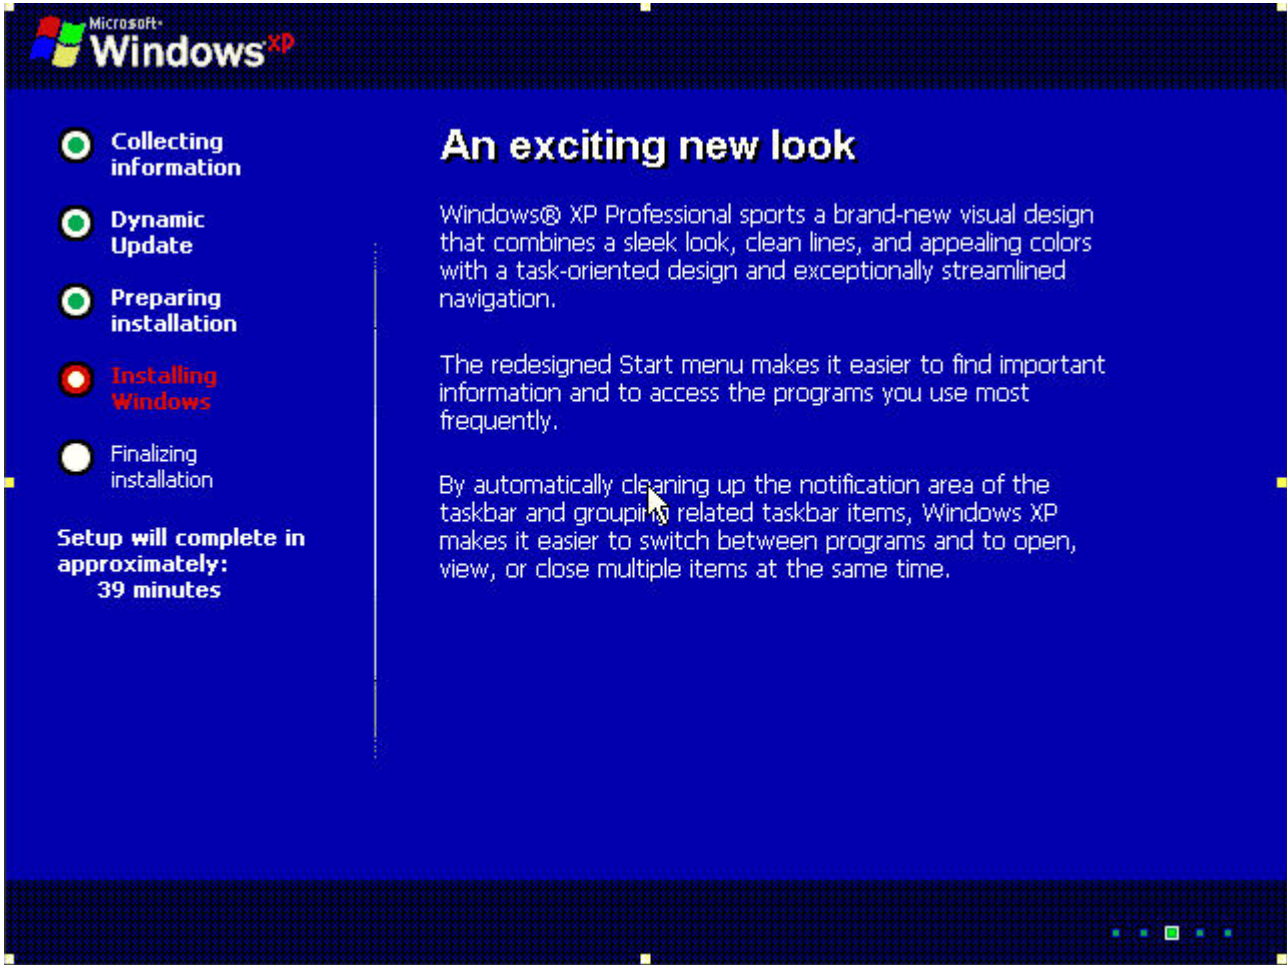 Microsoft
Windows XP
Collecting
information
Dynamic
Update
Preparing
installation
Installing
Windows
Finalizing
installation
Setup will complete in
approximately:
39 minutes
An exciting new look
Windows® XP Professional sports a brand-new visual design
that combines a sleek look, clean lines, and appealing colors
with a task-oriented design and exceptionally streamlined
navigation.
The redesigned Start menu makes it easier to find important
information and to access the programs you use most
frequently.
By automatically cleaning up the notification area of the
taskbar and grouping related taskbar items, Windows XP
makes it easier to switch between programs and to open,
view, or close multiple items at the same time.